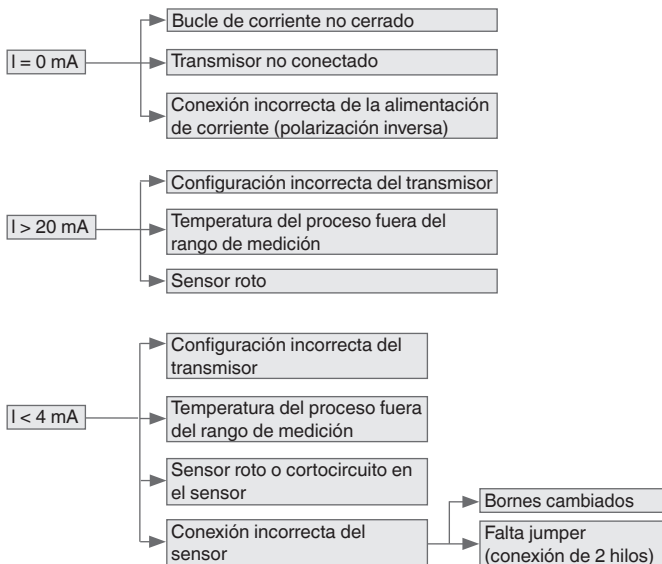 I = 0 mA
Bucle de corriente no cerrado
Transmisor no conectado
Conexión incorrecta de la alimentación
de corriente (polarización inversa)
I > 20 mA
Configuración incorrecta del transmisor
Temperatura del proceso fuera del
rango de medición
Sensor roto
I < 4 mA
Configuración incorrecta del
transmisor
Temperatura del proceso fuera
del rango de medición
Sensor roto o cortocircuito en
el sensor
Conexión incorrecta del
sensor
Bornes cambiados
Falta jumper
(conexión de 2 hilos)